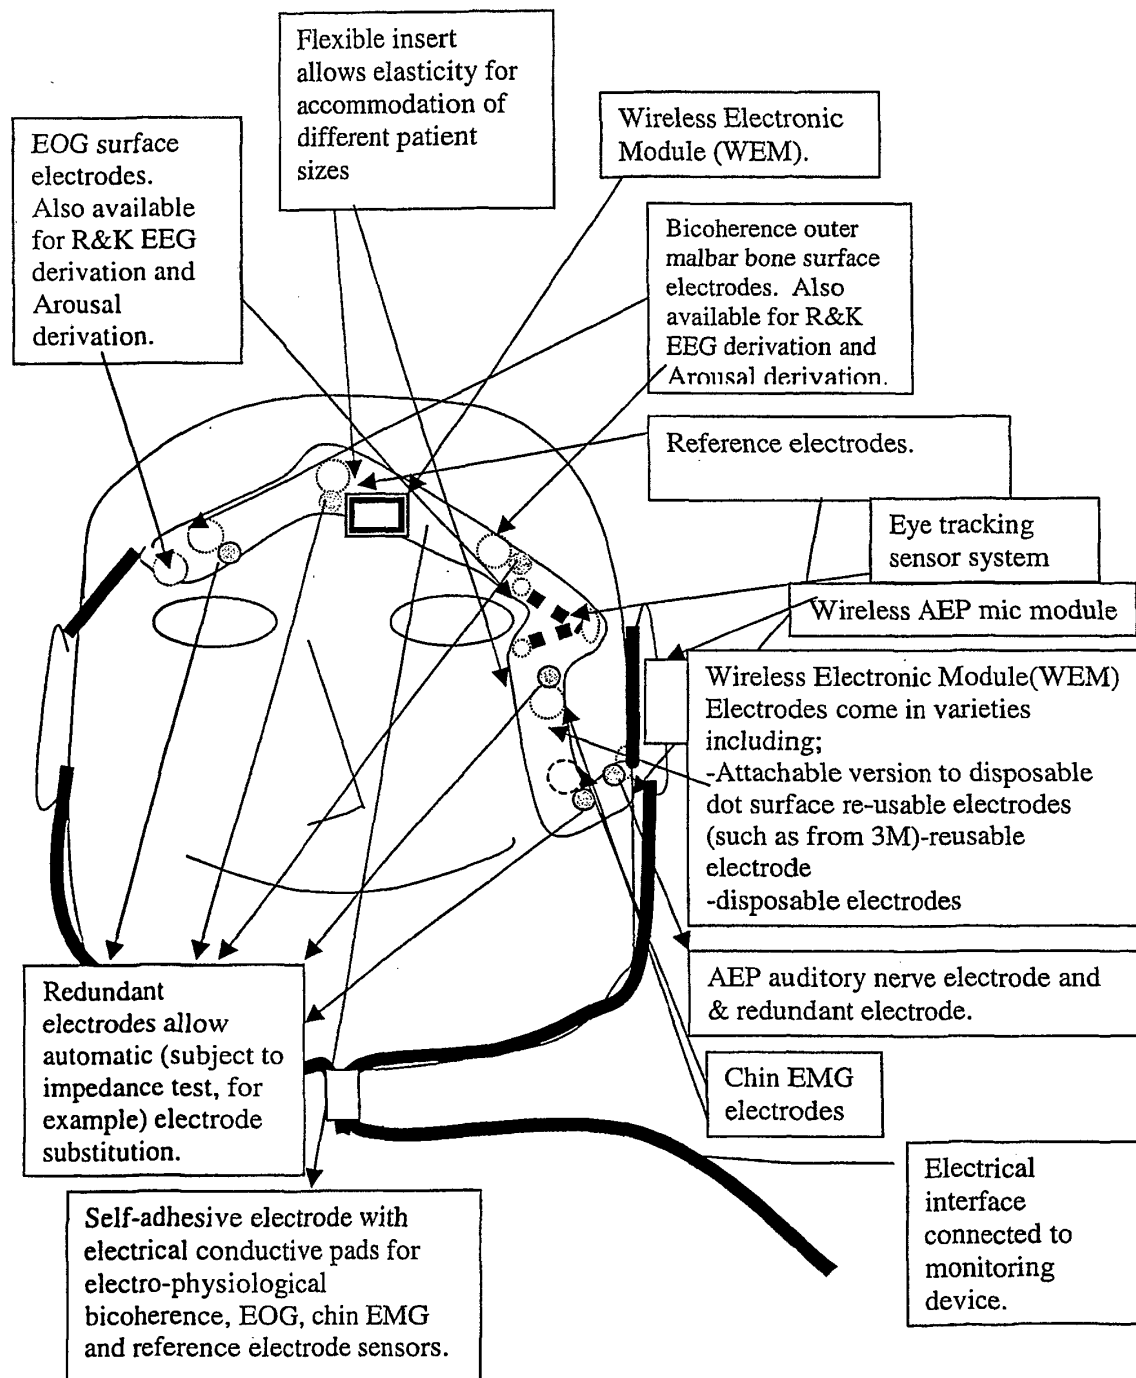 Flexible insert
allows elasticity for
accommodation of
different patient
sizes
Wireless Electronic
Module (WEM).
EOG surface
electrodes.
Also available
for R&K EEG
derivation and
Arousal
derivation.
Bicoherence outer
malbar bone surface
electrodes. Also
available for R&K
EEG derivation and
Arousal derivation.
Reference electrodes.
Eye tracking
sensor system
Wireless AEP mic module
Wireless Electronic Module(WEM)
Electrodes come in varieties
including;
-Attachable version to disposable
dot surface re-usable electrodes
(such as from 3M)-reusable
electrode
-disposable electrodes
AEP auditory nerve electrode and
& redundant electrode.
Redundant
electrodes allow
automatic (subject to
impedance test, for
example) electrode
substitution.
Chin EMG
electrodes
Electrical
interface
connected to
monitoring
device.
Self-adhesive electrode with
electrical conductive pads for
electro-physiological
bicoherence, EOG, chin EMG
and reference electrode sensors.